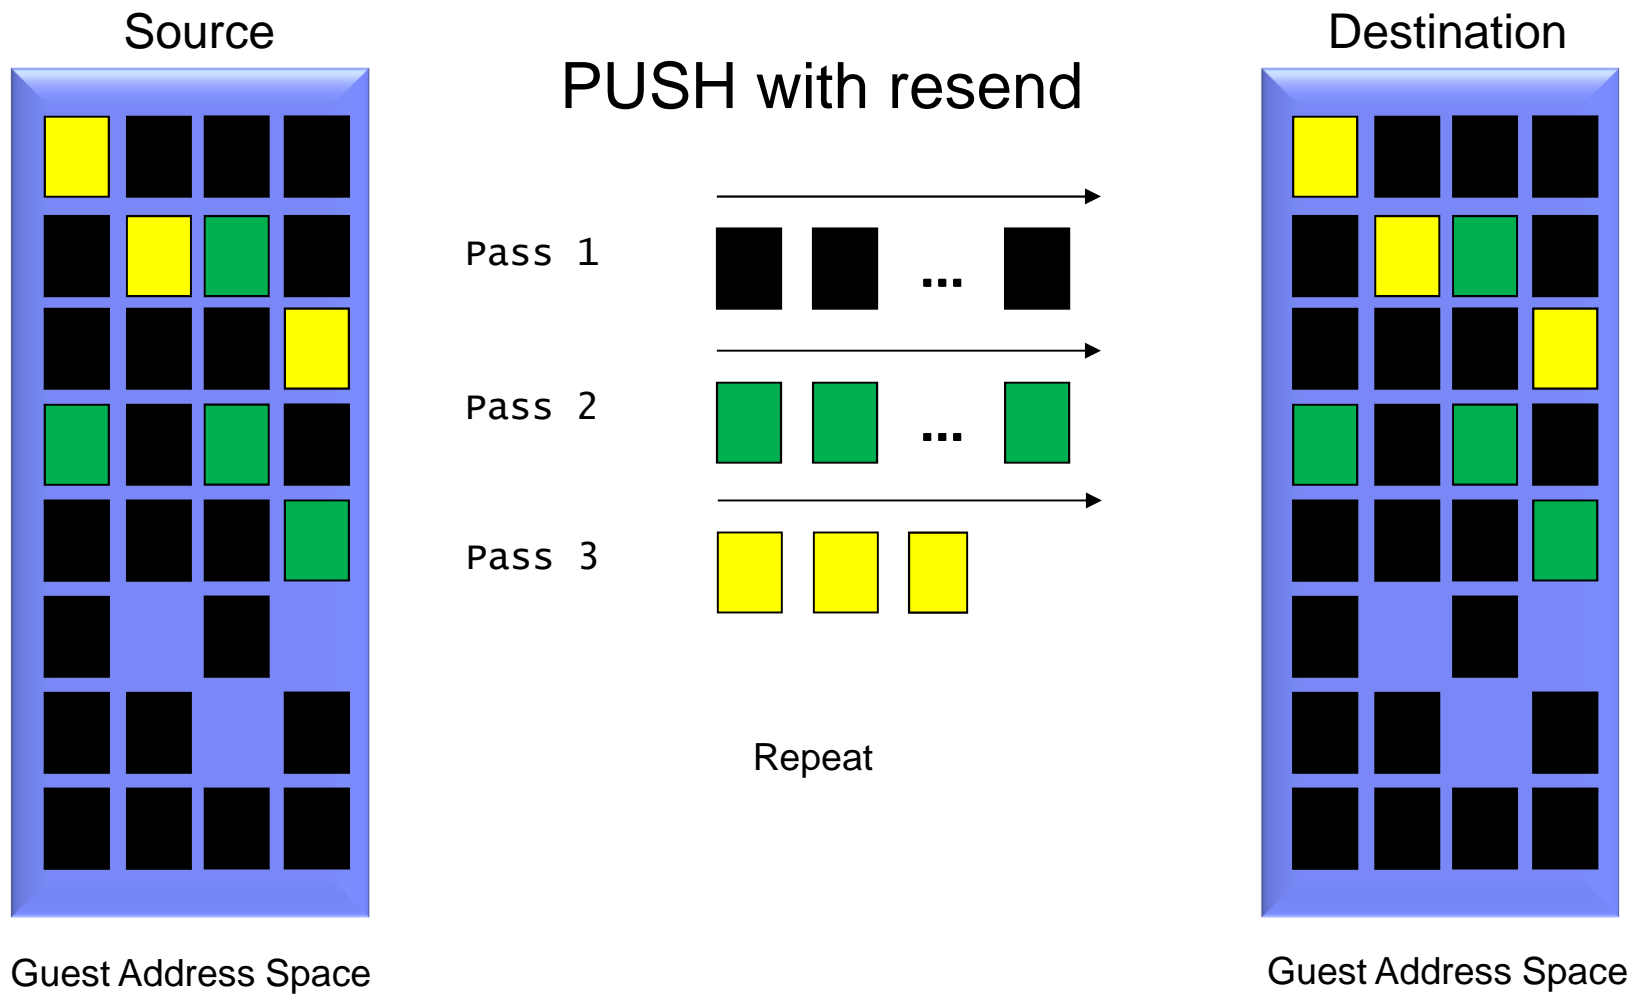 Source
Destination
PUSH with resend
Pass 1
...
Pass 2
...
Pass 3
Repeat
Guest Address Space
Guest Address Space